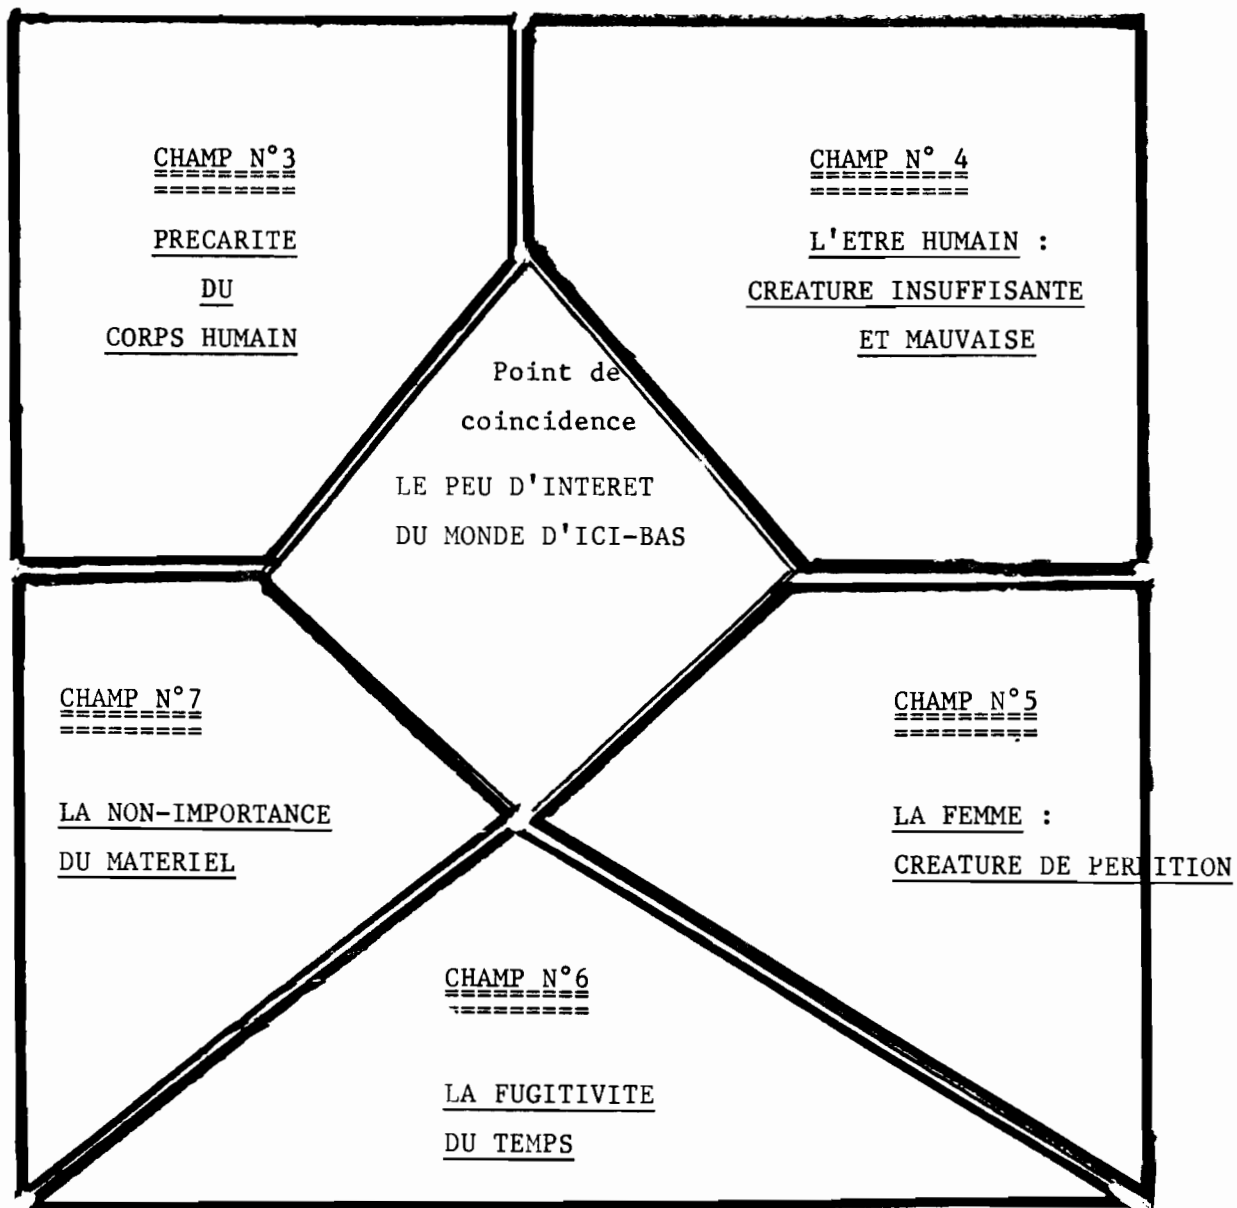 CHAMP N°3
PRECARITE
DU
CORPS HUMAIN
CHAMP N° 4
L'ETRE HUMAIN :
CREATURE INSUFFISANTE
ET MAUVAISE
Point de
coincidence
LE PEU D'INTERET
DU MONDE D'ICI-BAS
CHAMP N°7
LA NON-IMPORTANCE
DU MATERIEL
CHAMP N°5
LA FEMME :
CREATURE DE PERDITION
CHAMP N°6
LA FUGITIVITE
DU TEMPS